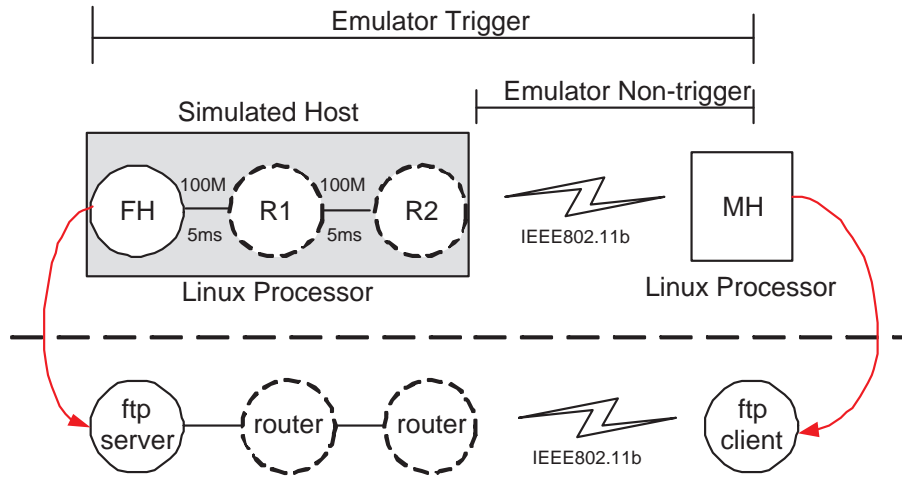 Emulator Trigger
Emulator Non-trigger
Simulated Host
100M
100M
FH
R1
R2
MH
5ms
5ms
IEEE802.11b
Linux Processor
Linux Processor
ftp
server
router
router
ftp
client
IEEE802.11b